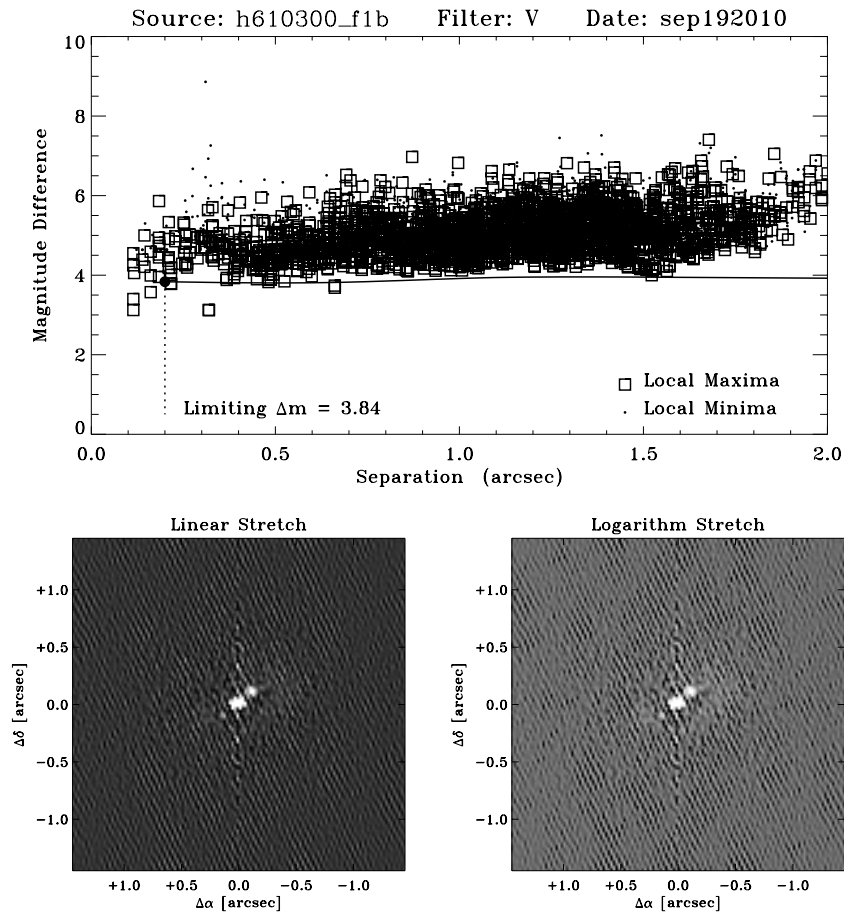 Source: h610300_f1b Filter: V Date: sep192010
10
8
6
4
2
0
Magnitude Difference
Local Maxima
Limiting Δm = 3.84
Local Minima
0.0 0.5 1.0 1.5 2.0
Separation (arcsec)
Linear Stretch
+1.0
+0.5
0.0
−0.5
−1.0
Δδ [arcsec]
+1.0 +0.5 0.0 −0.5 −1.0
Δα [arcsec]
Logarithm Stretch
+1.0
+0.5
0.0
−0.5
−1.0
Δδ [arcsec]
+1.0 +0.5 0.0 −0.5 −1.0
Δα [arcsec]